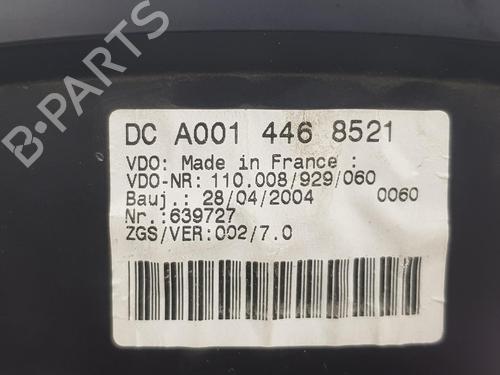 DC A001 446 8521
VDO: Made in France :
VDO-NR: 110.008/929/060
Bauj.: 28/04/2004 0060
Nr.:639727
ZGS/VER:002/7.0
B-PARTS